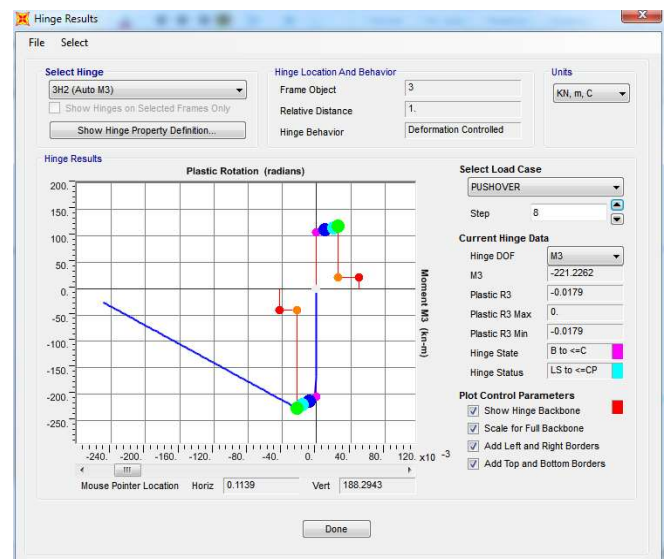 Hinge Results
File Select
Select Hinge
3H2 (Auto M3)
Show Hinges on Selected Frames Only
Show Hinge Property Definition...
Hinge Location And Behavior
Frame Object 3
Relative Distance 1.
Hinge Behavior Deformation Controlled
Units
KN, m, C
Hinge Results
Plastic Rotation (radians)
200.
150.
100.
50.
0.
-50.
-100.
-150.
-200.
-250.
Moment M3 (kn-m)
-240. -200. -160. -120. -80. -40. 0. 40. 80. 120. x10 -3
Mouse Pointer Location Horiz 0.1139 Vert 188.2943
Select Load Case
PUSHOVER
Step 8
Current Hinge Data
Hinge DOF M3
M3 -221.2262
Plastic R3 -0.0179
Plastic R3 Max 0.
Plastic R3 Min -0.0179
Hinge State B to <=C
Hinge Status LS to <=CP
Plot Control Parameters
Show Hinge Backbone
Scale for Full Backbone
Add Left and Right Borders
Add Top and Bottom Borders
Done